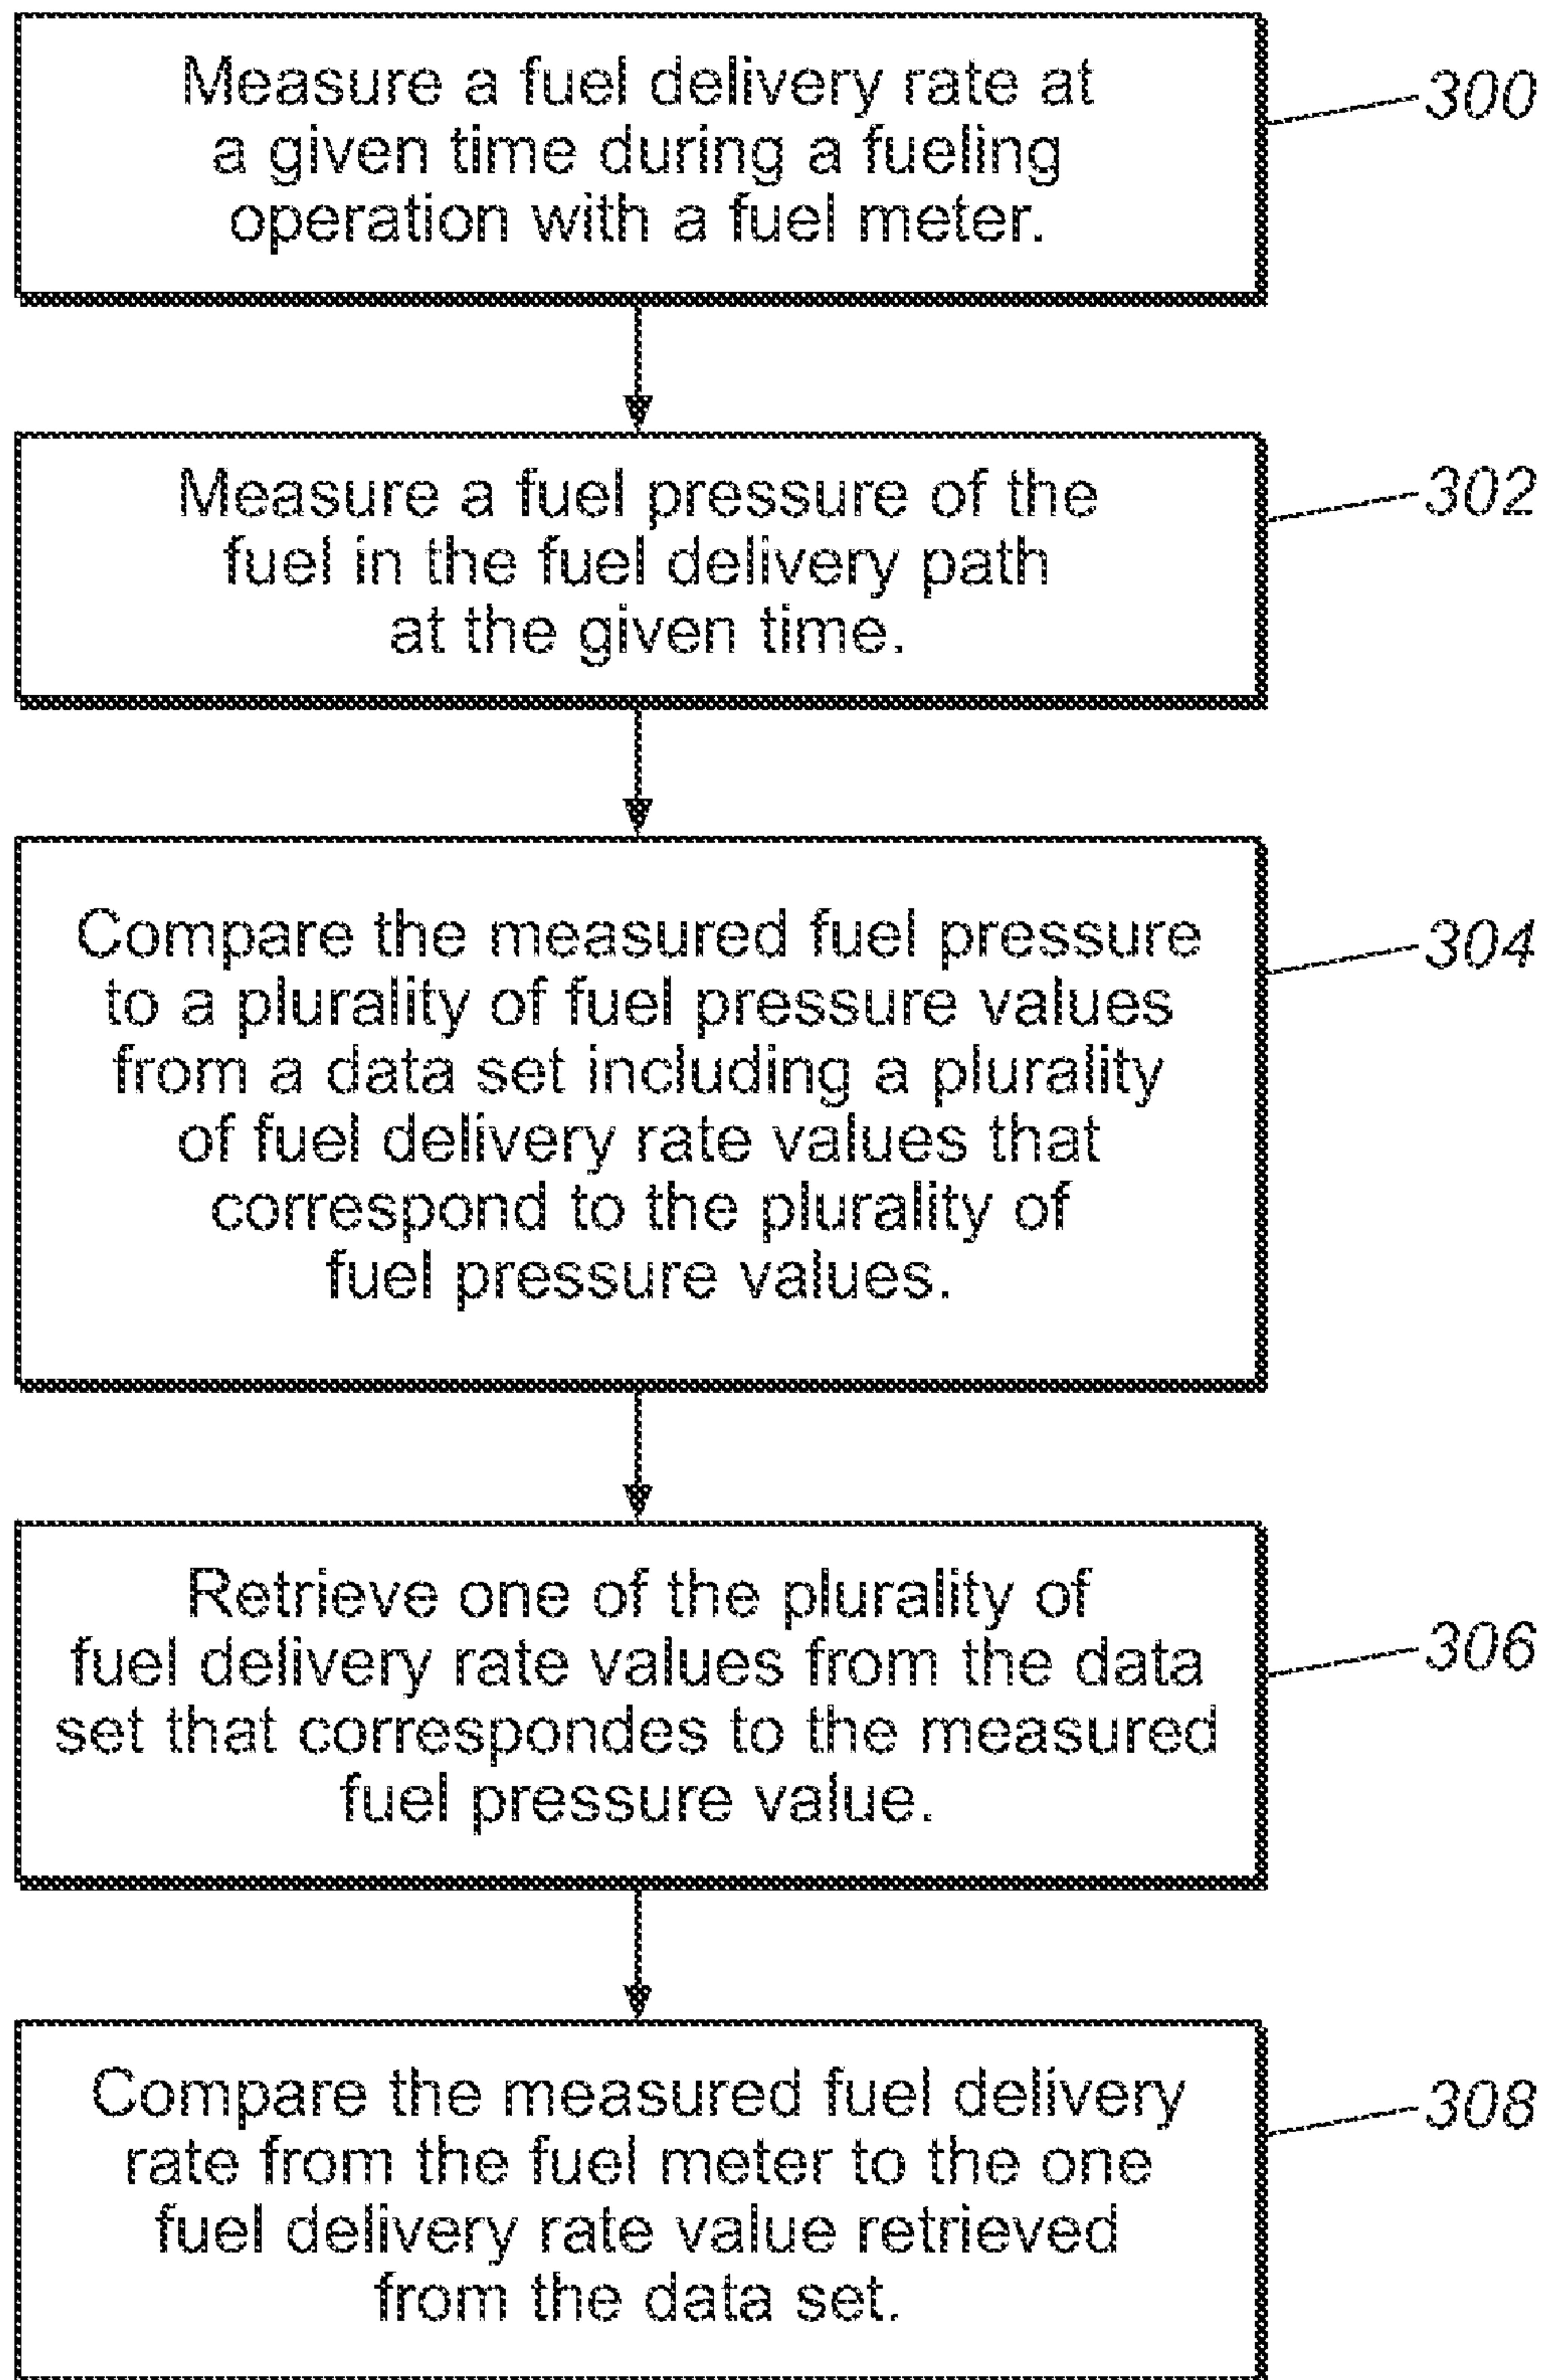 Measure a fuel delivery rate at
a given time during a fueling
operation with a fuel meter.
300
Measure a fuel pressure of the
fuel in the fuel delivery path
at the given time.
302
Compare the measured fuel pressure
to a plurality of fuel pressure values
from a data set including a plurality
of fuel delivery rate values that
correspond to the plurality of
fuel pressure values.
304
Retrieve one of the plurality of
fuel delivery rate values from the data
set that correspondes to the measured
fuel pressure value.
306
Compare the measured fuel delivery
rate from the fuel meter to the one
fuel delivery rate value retrieved
from the data set.
308